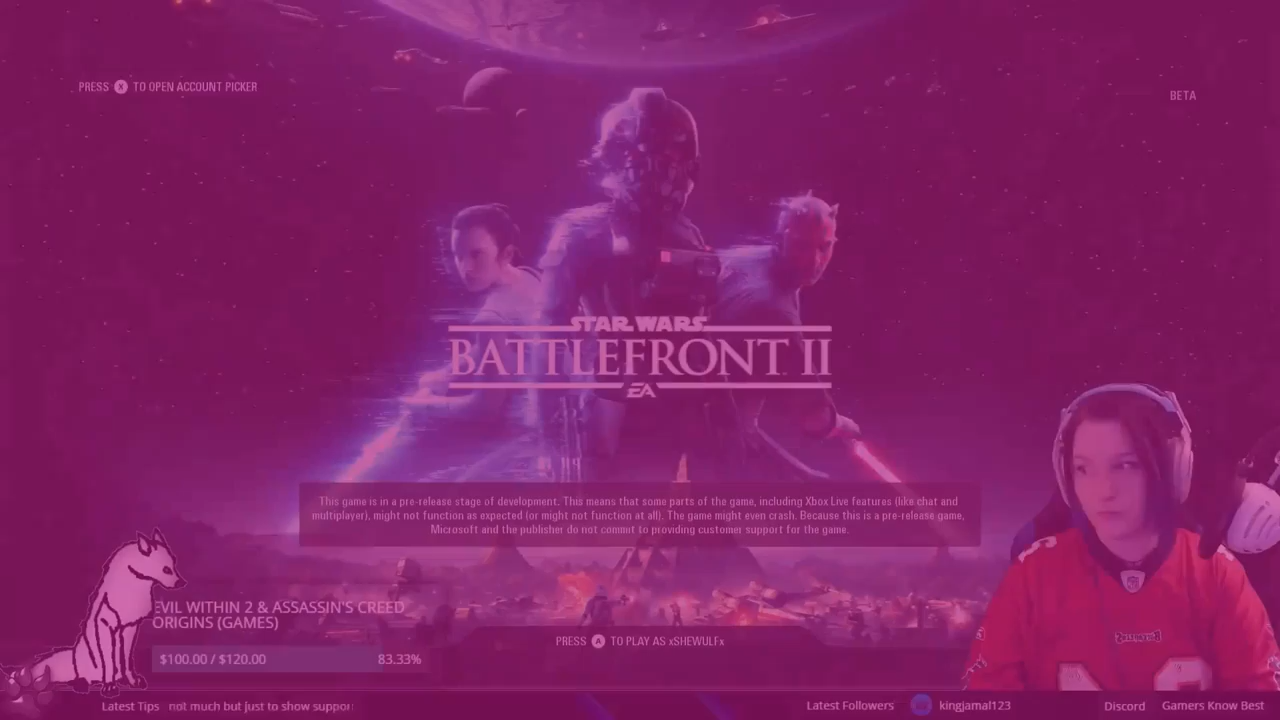 PRESS X TO OPEN ACCOUNT PICKER
BETA
STAR WARS
BATTLEFRONT II
EA
This game is in a pre-release stage of development. This means that some parts of the game, including Xbox Live features (like chat and
multiplayer), might not function as expected (or might not function at all). The game might even crash. Because this is a pre-release game,
Microsoft and the publisher do not commit to providing customer support for the game.
EVIL WITHIN 2 & ASSASSIN'S CREED
ORIGINS (GAMES)
$100.00 / $120.00 83.33%
PRESS A TO PLAY AS xSHEWULFx
Latest Tips not much but just to show support
Latest Followers kingjamal123
Discord Gamers Know Best